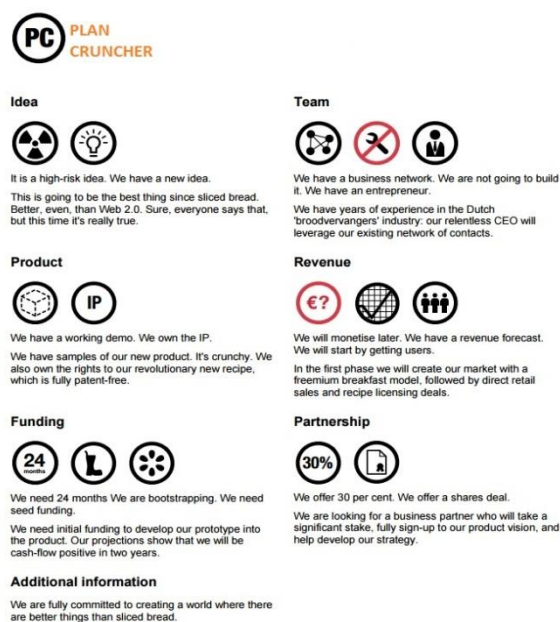 PC PLAN
CRUNCHER
Idea
It is a high-risk idea. We have a new idea.
This is going to be the best thing since sliced bread.
Better, even, than Web 2.0. Sure, everyone says that,
but this time it's really true.
Team
We have a business network. We are not going to build
it. We have an entrepreneur.
We have years of experience in the Dutch
'broodvervangers' industry: our relentless CEO will
leverage our existing network of contacts.
Product
IP
We have a working demo. We own the IP.
We have samples of our new product. It's crunchy. We
also own the rights to our revolutionary new recipe,
which is fully patent-free.
Revenue
€?
We will monetise later. We have a revenue forecast.
We will start by getting users.
In the first phase we will create our market with a
freemium breakfast model, followed by direct retail
sales and recipe licensing deals.
Funding
24
months
We need 24 months We are bootstrapping. We need
seed funding.
We need initial funding to develop our prototype into
the product. Our projections show that we will be
cash-flow positive in two years.
Partnership
30%
We offer 30 per cent. We offer a shares deal.
We are looking for a business partner who will take a
significant stake, fully sign-up to our product vision, and
help develop our strategy.
Additional information
We are fully committed to creating a world where there
are better things than sliced bread.